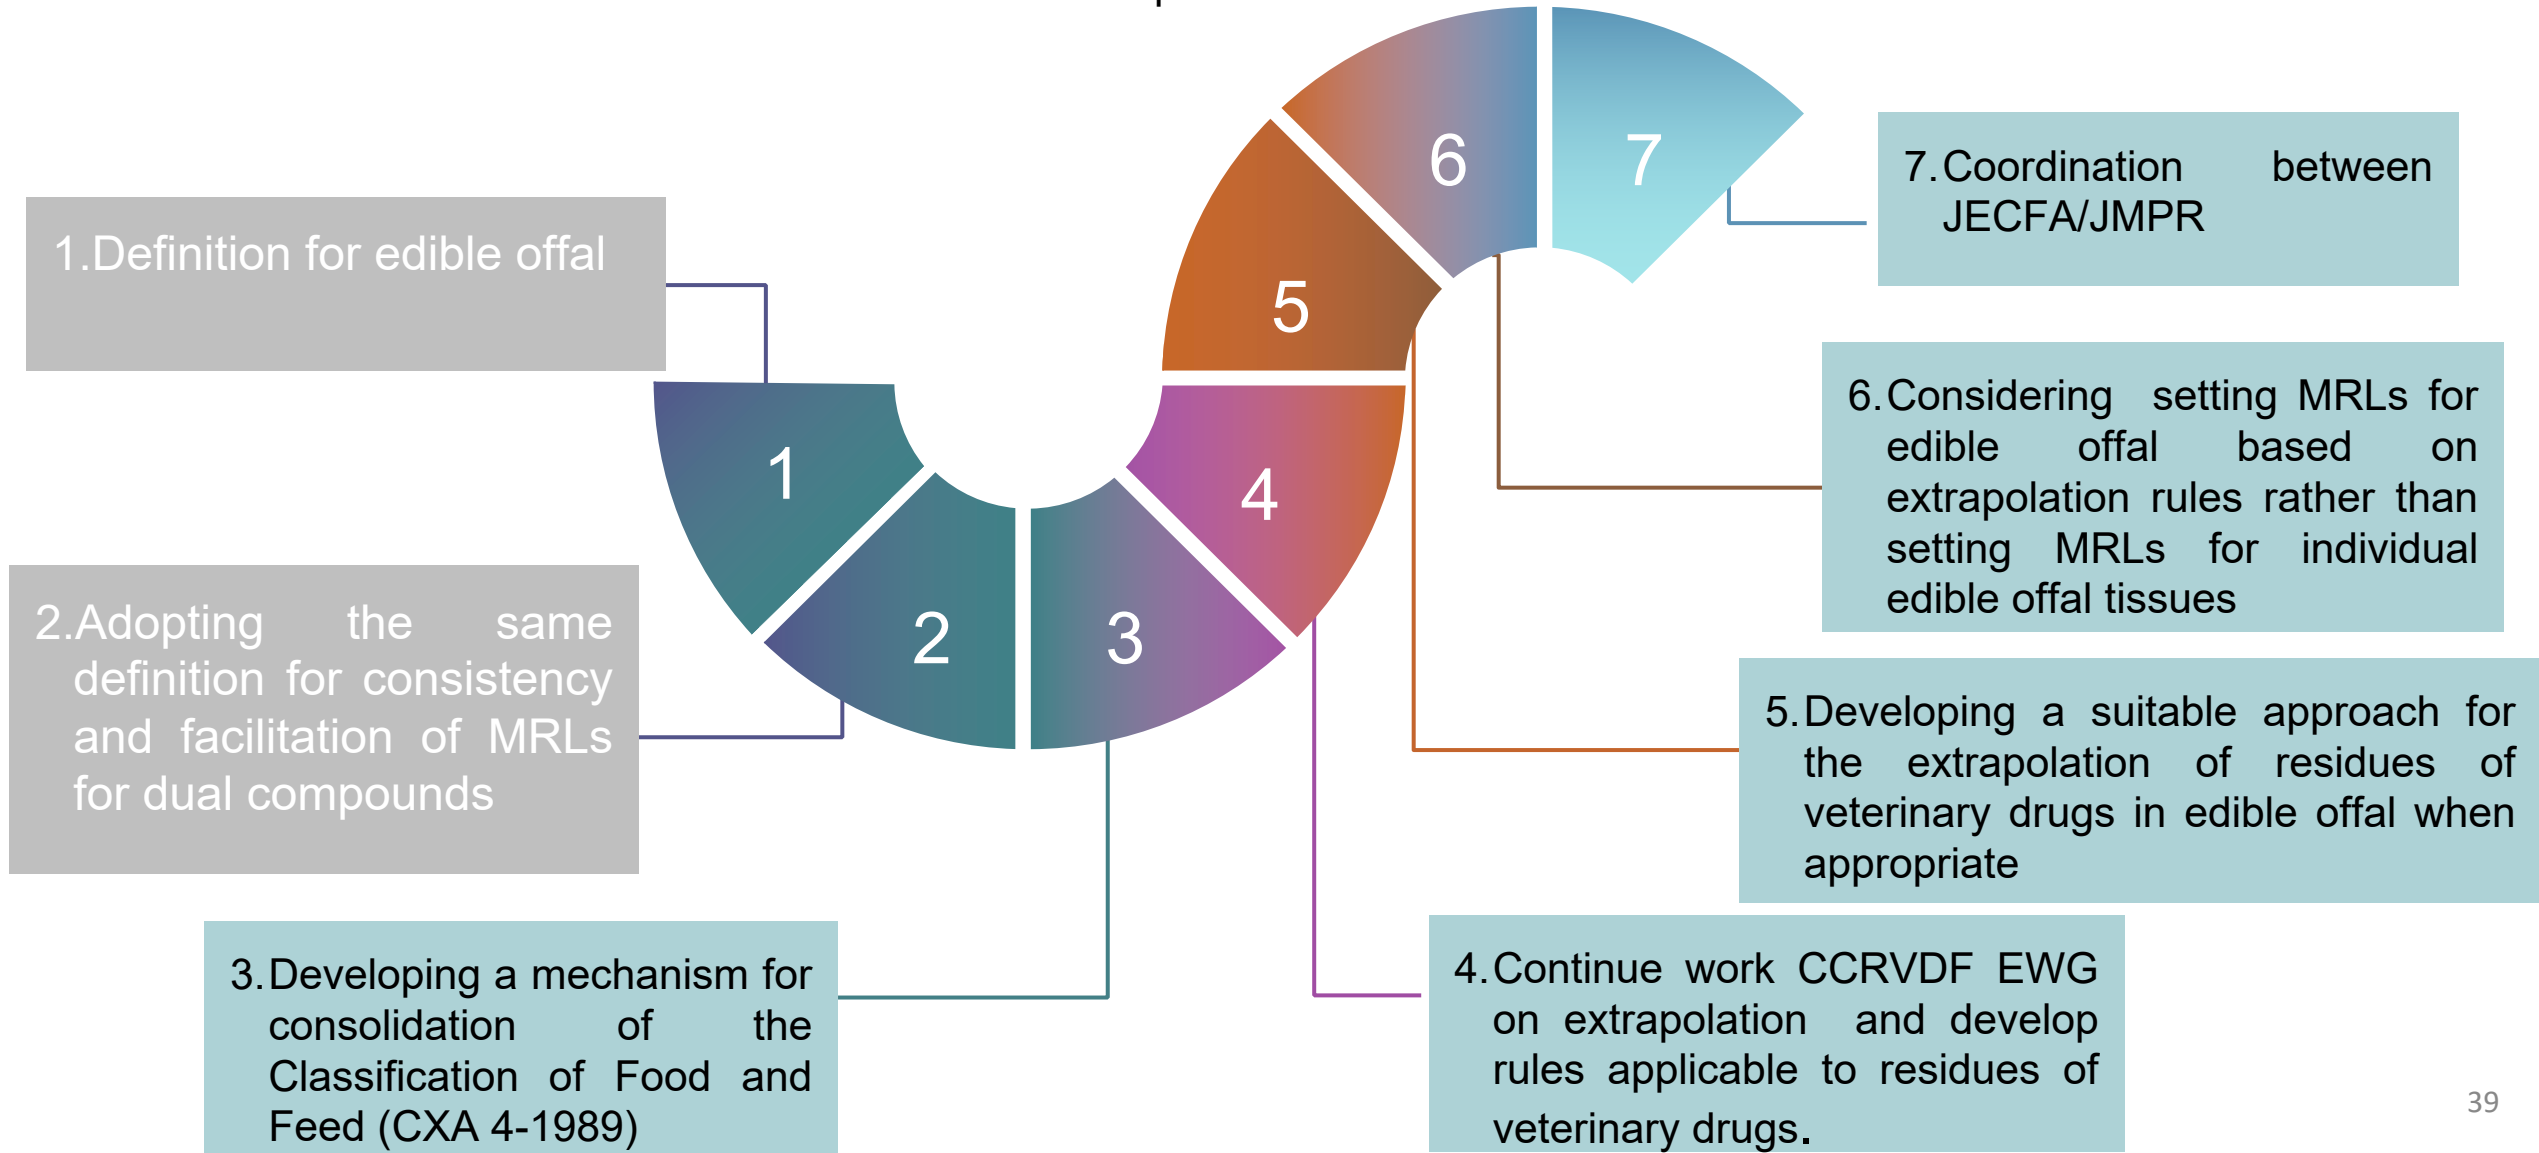 1.Definition for edible offal
2.Adopting the same
definition for consistency
and facilitation of MRLs
for dual compounds
3.Developing a mechanism for
consolidation of the
Classification of Food and
Feed (CXA 4-1989)
4.Continue work CCRVDF EWG
on extrapolation and develop
rules applicable to residues of
veterinary drugs.
5.Developing a suitable approach for
the extrapolation of residues of
veterinary drugs in edible offal when
appropriate
6.Considering setting MRLs for
edible offal based on
extrapolation rules rather than
setting MRLs for individual
edible offal tissues
7.Coordination between
JECFA/JMPR
1
2
3
4
5
6
7
39